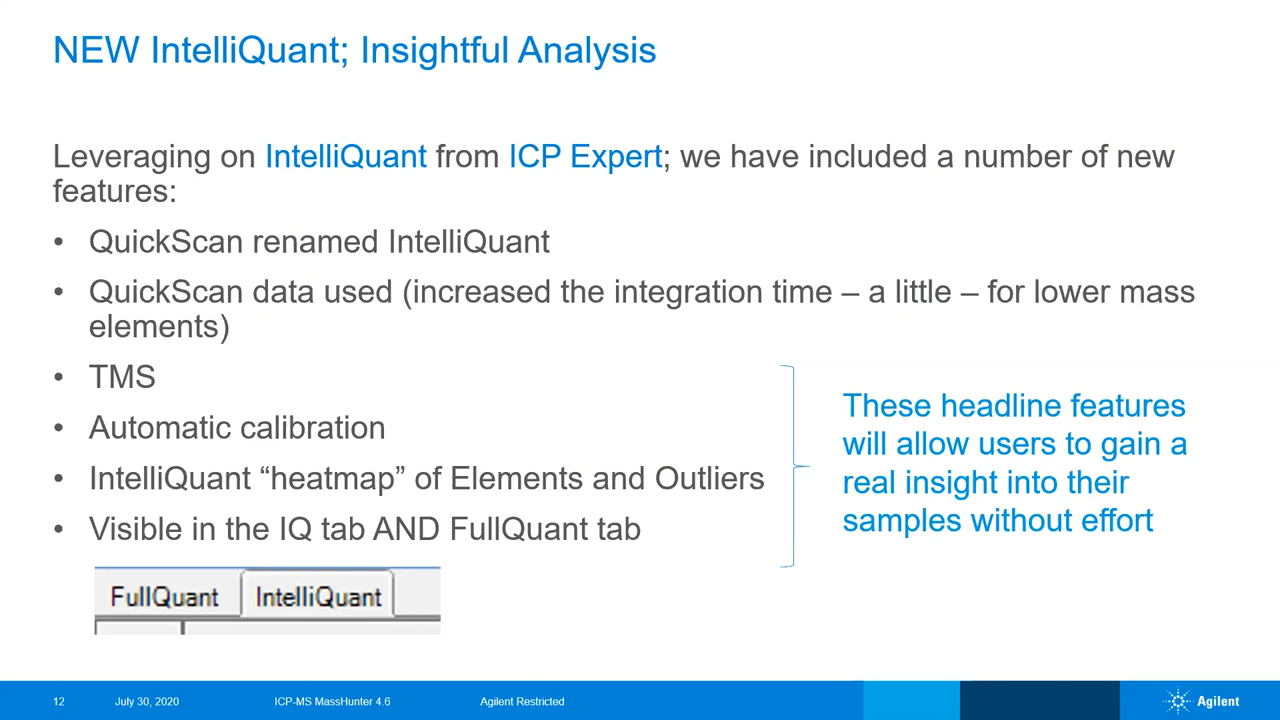 NEW IntelliQuant; Insightful Analysis
Leveraging on IntelliQuant from ICP Expert; we have included a number of new
features:
• QuickScan renamed IntelliQuant
• QuickScan data used (increased the integration time – a little – for lower mass
elements)
• TMS
• Automatic calibration
• IntelliQuant “heatmap” of Elements and Outliers
• Visible in the IQ tab AND FullQuant tab
These headline features
will allow users to gain a
real insight into their
samples without effort
FullQuant IntelliQuant
12 July 30, 2020 ICP-MS MassHunter 4.6 Agilent Restricted Agilent